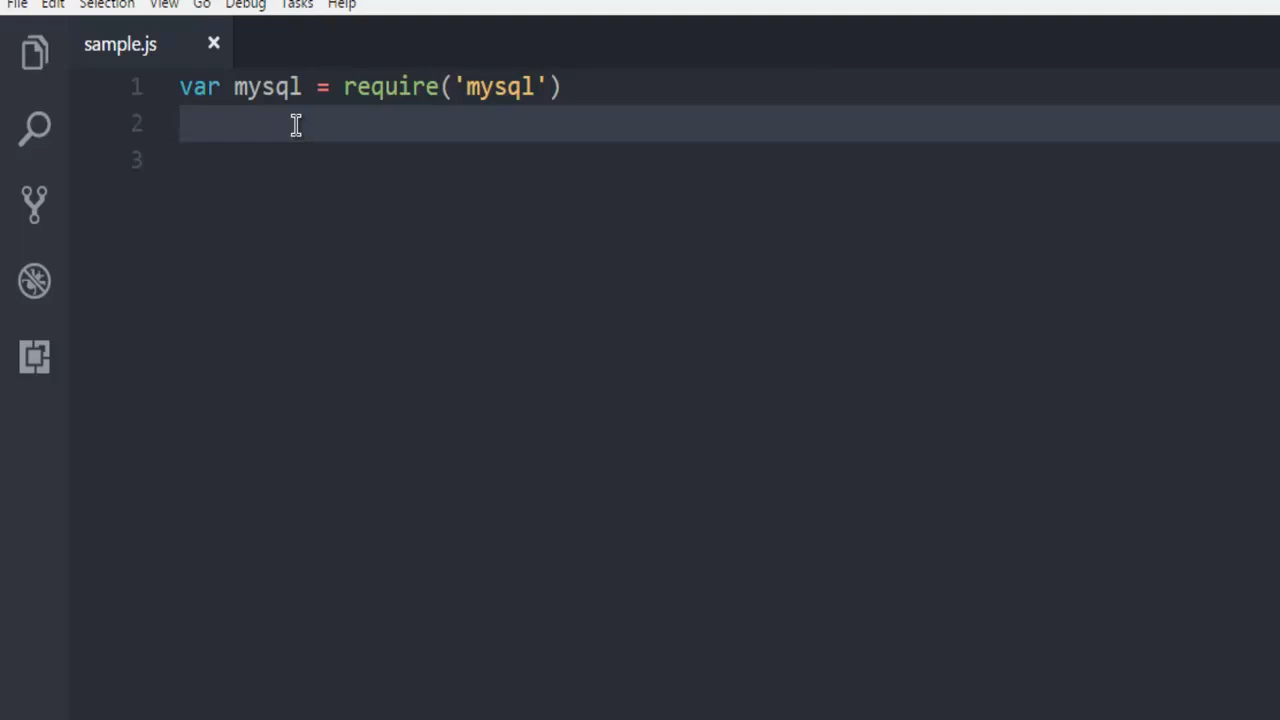 File Edit Selection View Go Debug Tasks Help
sample.js
1 var mysql = require('mysql')
2
3